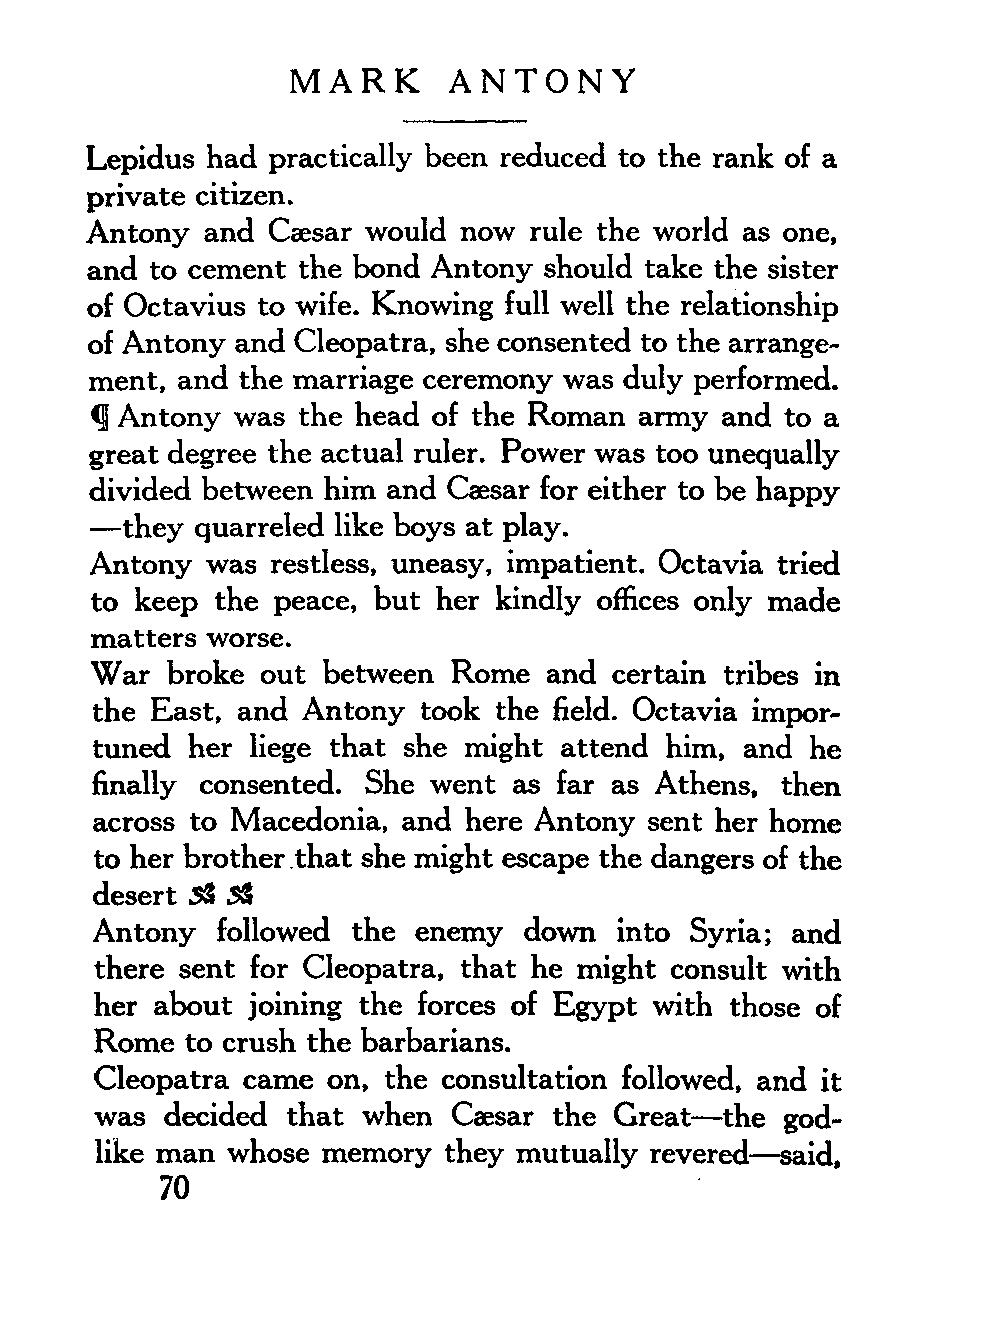 MARK ANTONY
Lepidus had practically been reduced to the rank of a
private citizen.
Antony and Cæsar would now rule the world as one,
and to cement the bond Antony should take the sister
of Octavius to wife. Knowing full well the relationship
of Antony and Cleopatra, she consented to the arrange-
ment, and the marriage ceremony was duly performed.
¶ Antony was the head of the Roman army and to a
great degree the actual ruler. Power was too unequally
divided between him and Cæsar for either to be happy
—they quarreled like boys at play.
Antony was restless, uneasy, impatient. Octavia tried
to keep the peace, but her kindly offices only made
matters worse.
War broke out between Rome and certain tribes in
the East, and Antony took the field. Octavia impor-
tuned her liege that she might attend him, and he
finally consented. She went as far as Athens, then
across to Macedonia, and here Antony sent her home
to her brother that she might escape the dangers of the
desert
Antony followed the enemy down into Syria; and
there sent for Cleopatra, that he might consult with
her about joining the forces of Egypt with those of
Rome to crush the barbarians.
Cleopatra came on, the consultation followed, and it
was decided that when Cæsar the Great—the god-
like man whose memory they mutually revered—said,
70